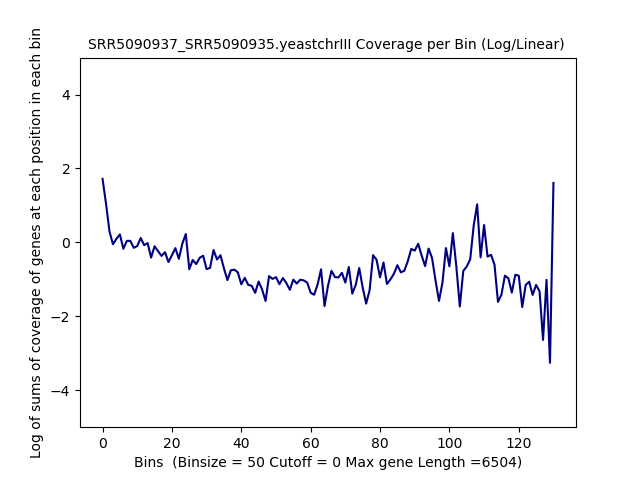 SRR5090937_SRR5090935.yeastchrIII Coverage per Bin (Log/Linear)
Log of sums of coverage of genes at each position in each bin
4
2
0
−2
−4
0 20 40 60 80 100 120
Bins  (Binsize = 50 Cutoff = 0 Max gene Length =6504)